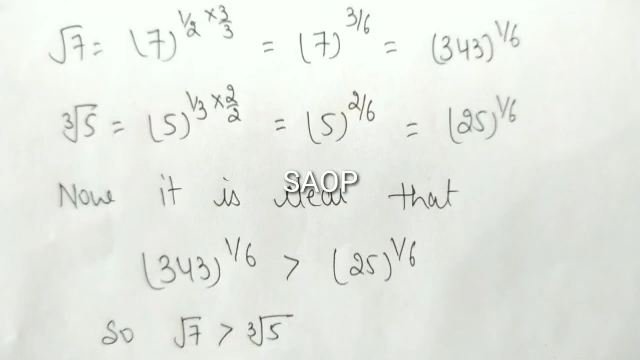 √7 = (7)^{1/2 × 3/3} = (7)^{3/6} = (343)^{1/6}
∛5 = (5)^{1/3 × 2/2} = (5)^{2/6} = (25)^{1/6}
Now it is clear that
SAOP
(343)^{1/6} > (25)^{1/6}
So √7 > ∛5